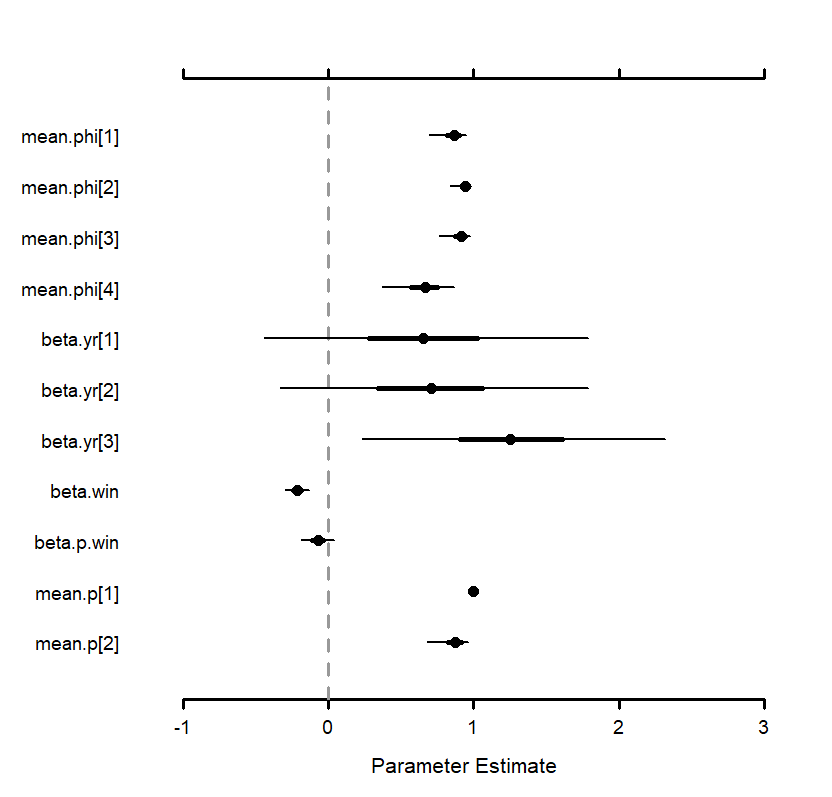 mean.phi[1]
mean.phi[2]
mean.phi[3]
mean.phi[4]
beta.yr[1]
beta.yr[2]
beta.yr[3]
beta.win
beta.p.win
mean.p[1]
mean.p[2]
-1 0 1 2 3
Parameter Estimate